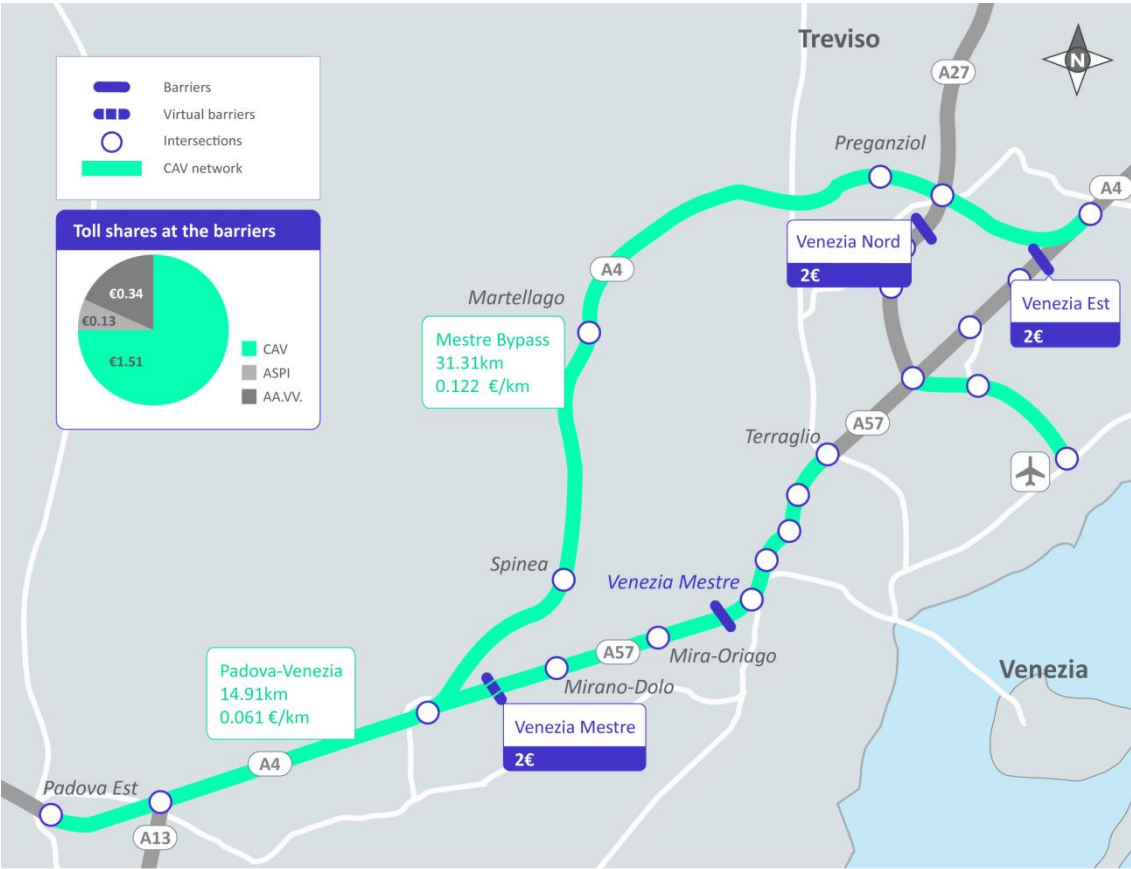 Treviso
N
A27
Barriers
Virtual barriers
Intersections
CAV network
Preganziol
A4
Toll shares at the barriers
Venezia Nord
2€
€0.34
€0.13
€1.51
CAV
ASPI
AA.VV.
A4
Martellago
Venezia Est
2€
Mestre Bypass
31.31km
0.122 €/km
Terraglio
A57
Spinea
Venezia Mestre
A57
Mira-Oriago
Mirano-Dolo
Venezia
Padova-Venezia
14.91km
0.061 €/km
Venezia Mestre
2€
A4
Padova Est
A13